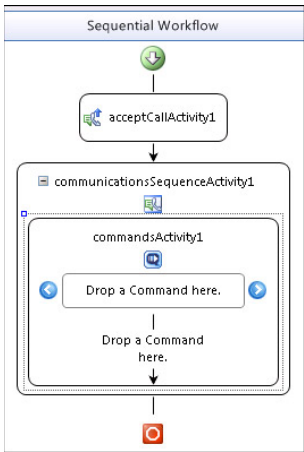 Sequential Workflow
acceptCallActivity1
communicationsSequenceActivity1
commandsActivity1
Drop a Command here.
Drop a Command
here.